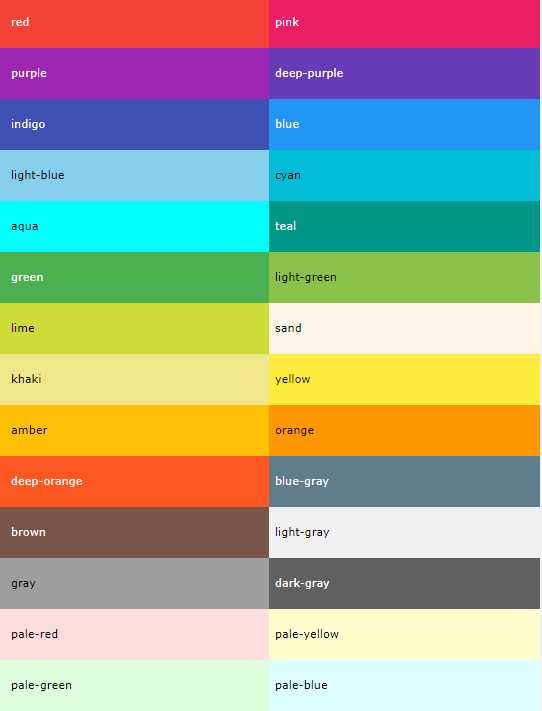 red pink
purple deep-purple
indigo blue
light-blue cyan
aqua teal
green light-green
lime sand
khaki yellow
amber orange
deep-orange blue-gray
brown light-gray
gray dark-gray
pale-red pale-yellow
pale-green pale-blue